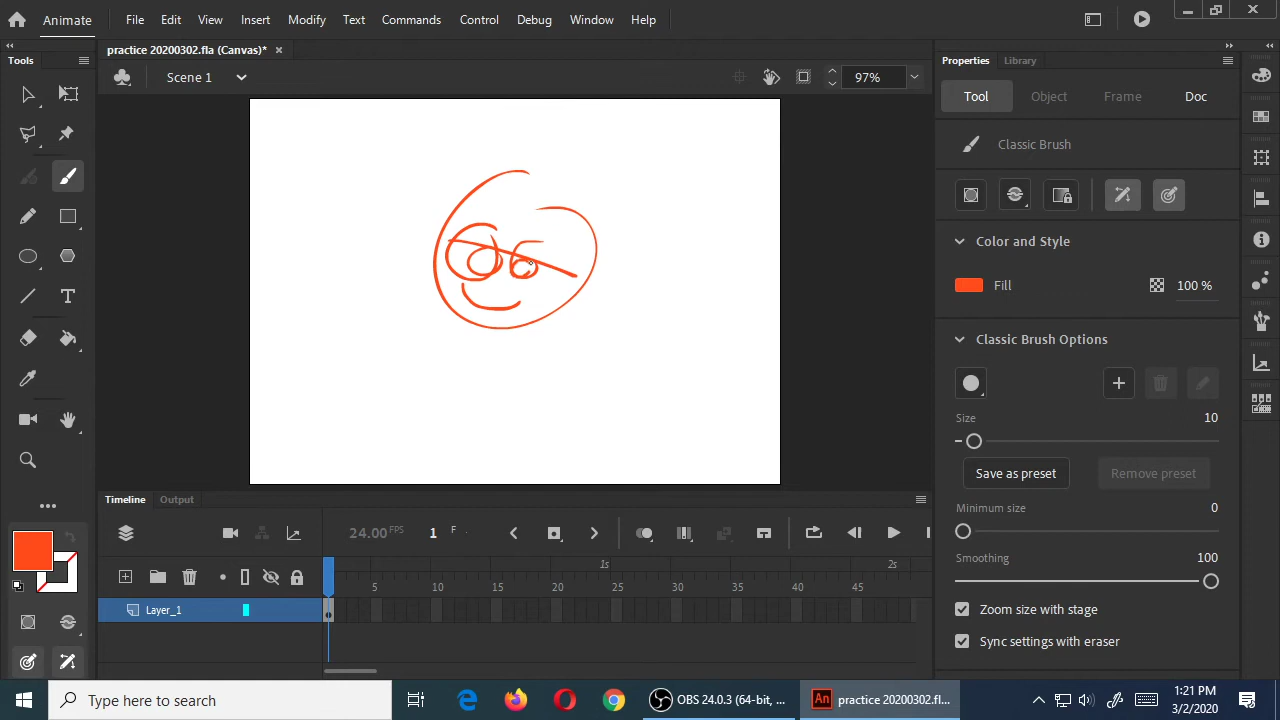 Animate
File Edit View Insert Modify Text Commands Control Debug Window Help
practice 20200302.fla (Canvas)*
Scene 1
97%
Tools
Properties Library
Tool Object Frame Doc
Classic Brush
Color and Style
Fill
100 %
Classic Brush Options
Size
10
Save as preset Remove preset
Minimum size
0
Smoothing
100
Zoom size with stage
Sync settings with eraser
Timeline Output
24.00 FPS 1 F
1s 2s
5 10 15 20 25 30 35 40 45
Layer_1
Type here to search
OBS 24.0.3 (64-bit, ...
An practice 20200302.fl...
1:21 PM
3/2/2020